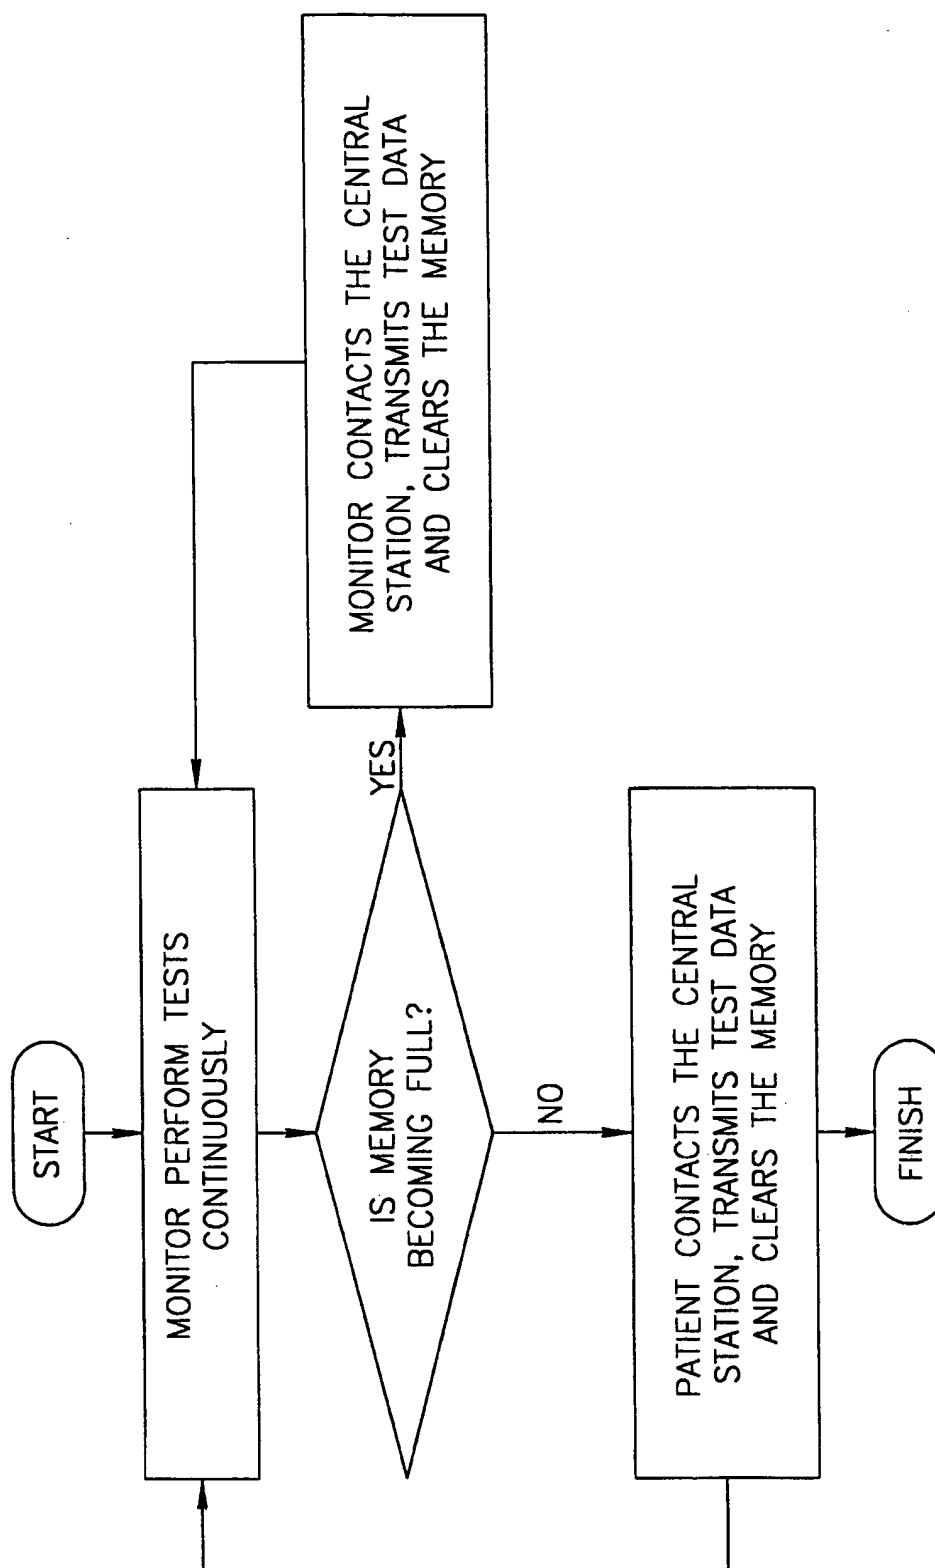 START
MONITOR PERFORM TESTS
CONTINUOUSLY
IS MEMORY
BECOMING FULL?
YES
MONITOR CONTACTS THE CENTRAL
STATION, TRANSMITS TEST DATA
AND CLEARS THE MEMORY
NO
PATIENT CONTACTS THE CENTRAL
STATION, TRANSMITS TEST DATA
AND CLEARS THE MEMORY
FINISH